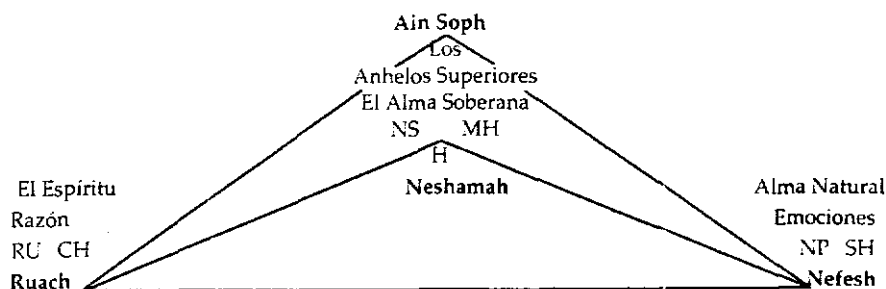 Ain Soph
Los
Anhelos Superiores
El Alma Soberana
NS MH
H
Neshamah
El Espíritu
Razón
RU CH
Ruach
Alma Natural
Emociones
NP SH
Nefesh